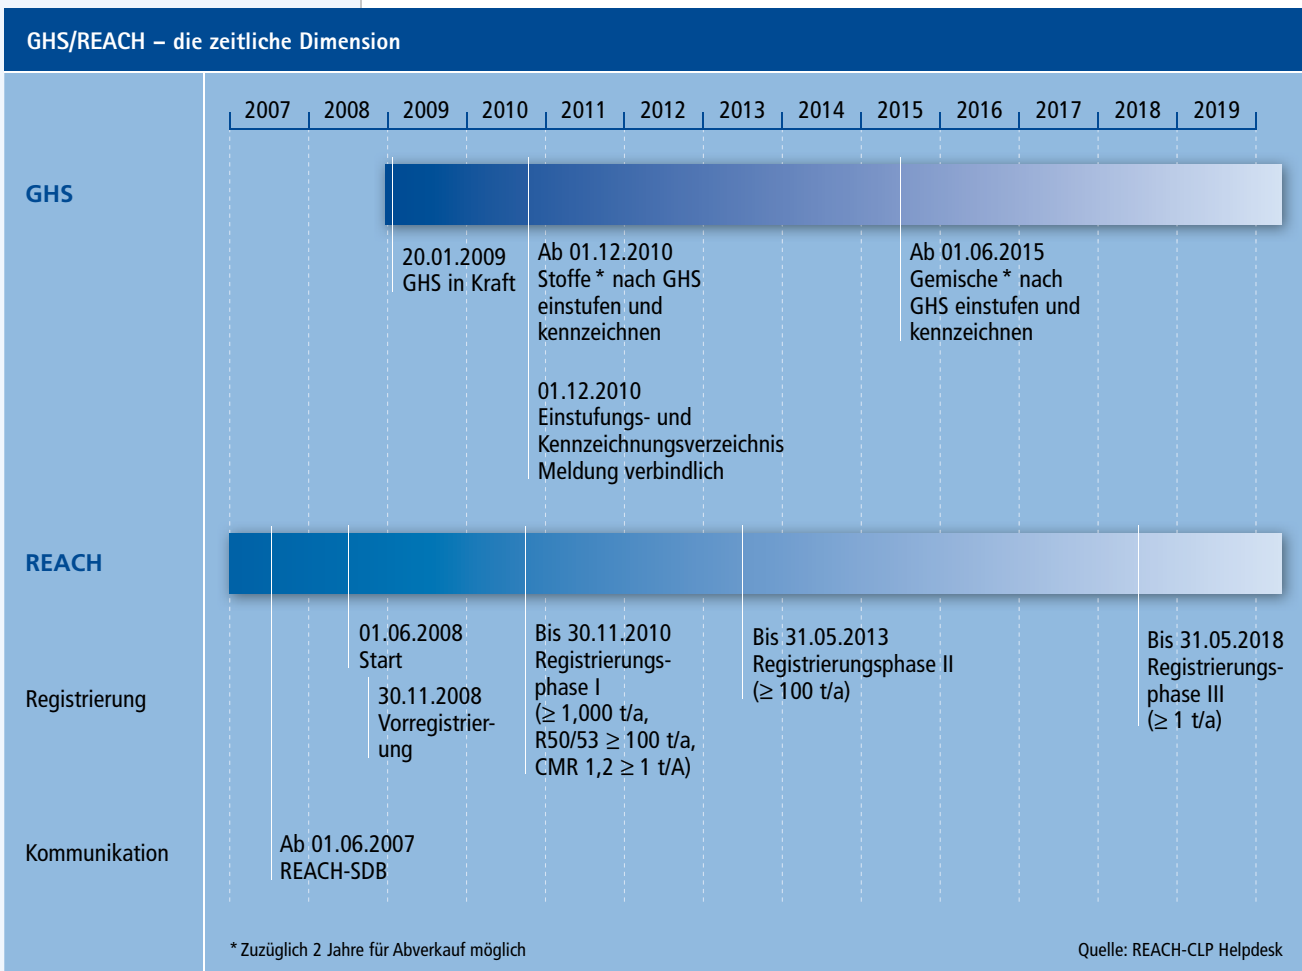 GHS/REACH – die zeitliche Dimension
2007 2008 2009 2010 2011 2012 2013 2014 2015 2016 2017 2018 2019
GHS
20.01.2009
GHS in Kraft
Ab 01.12.2010
Stoffe* nach GHS
einstufen und
kennzeichnen
01.12.2010
Einstufungs- und
Kennzeichnungsverzeichnis
Meldung verbindlich
Ab 01.06.2015
Gemische* nach
GHS einstufen und
kennzeichnen
REACH
Registrierung
01.06.2008
Start
30.11.2008
Vorregistrier-
ung
Bis 30.11.2010
Registrierungs-
phase I
(≥ 1,000 t/a,
R50/53 ≥ 100 t/a,
CMR 1,2 ≥ 1 t/A)
Bis 31.05.2013
Registrierungsphase II
(≥ 100 t/a)
Bis 31.05.2018
Registrierungs-
phase III
(≥ 1 t/a)
Kommunikation
Ab 01.06.2007
REACH-SDB
* Zuzüglich 2 Jahre für Abverkauf möglich
Quelle: REACH-CLP Helpdesk